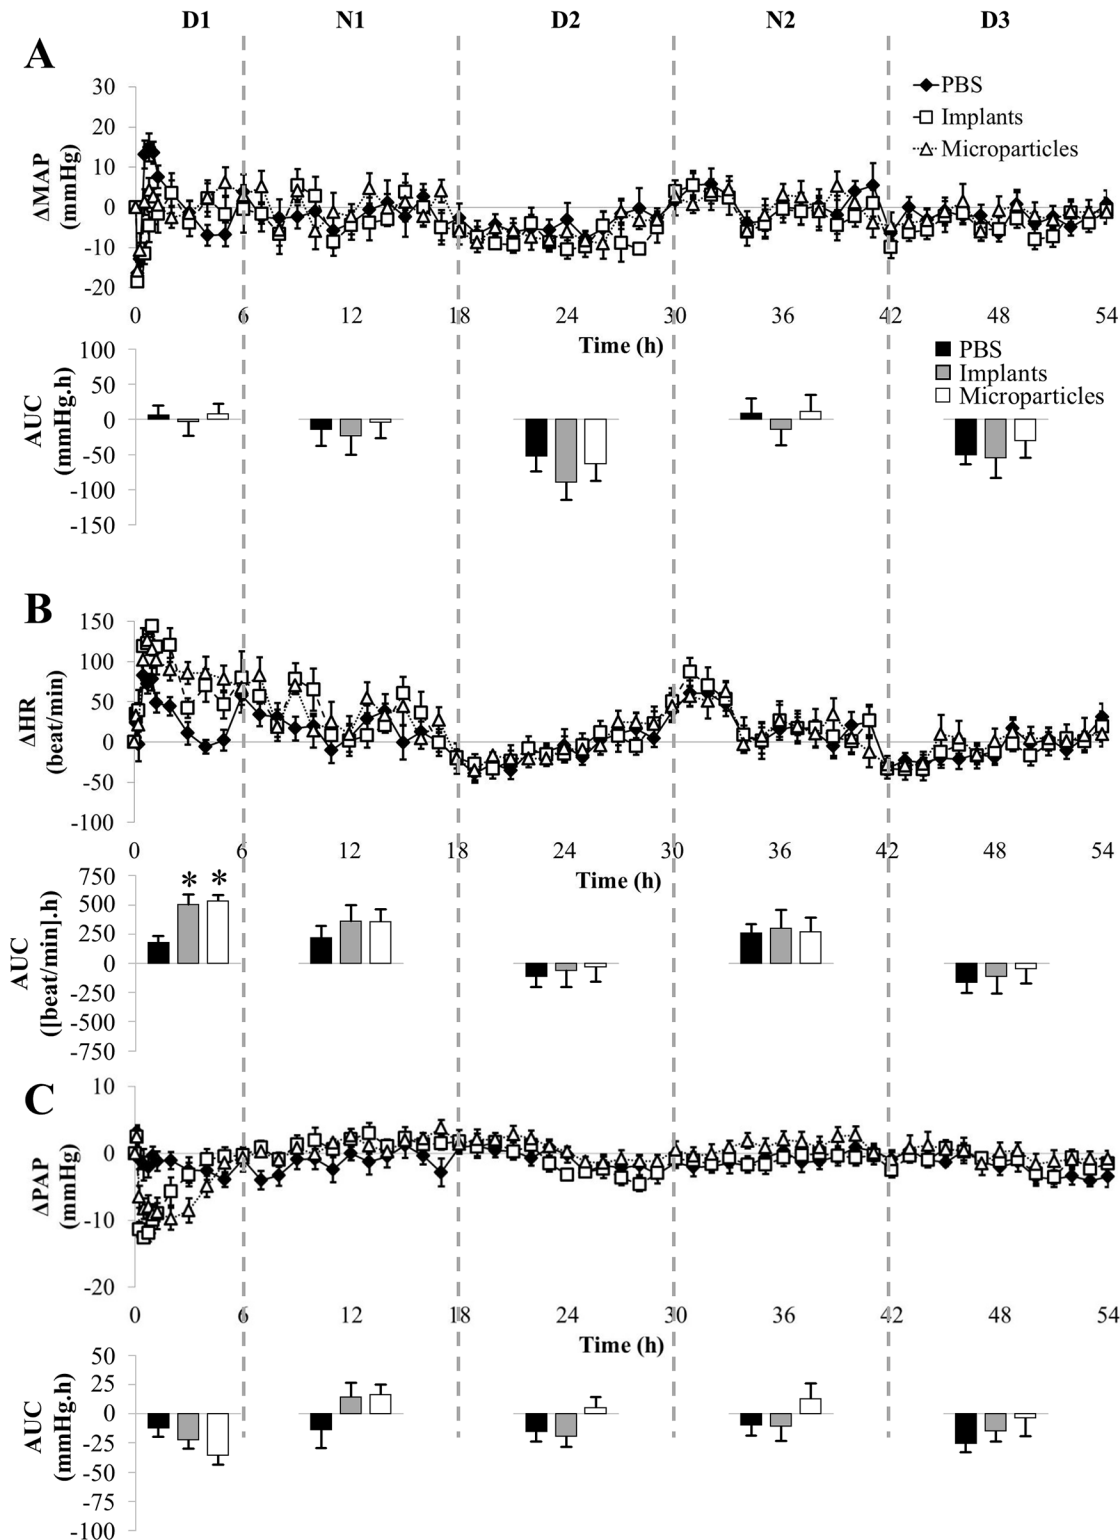 D1 N1 D2 N2 D3
A
ΔMAP
(mmHg)
30
20
10
0
-10
-20
PBS
Implants
Microparticles
0 6 12 18 24 30 36 42 48 54
Time (h)
AUC
(mmHg.h)
100
50
0
-50
-100
-150
PBS
Implants
Microparticles
B
ΔHR
(beat/min)
150
100
50
0
-50
-100
0 6 12 18 24 30 36 42 48 54
Time (h)
AUC
([beat/min].h)
750
500
250
0
-250
-500
-750
* *
C
ΔPAP
(mmHg)
10
0
-10
-20
0 6 12 18 24 30 36 42 48 54
Time (h)
AUC
(mmHg.h)
50
25
0
-25
-50
-75
-100